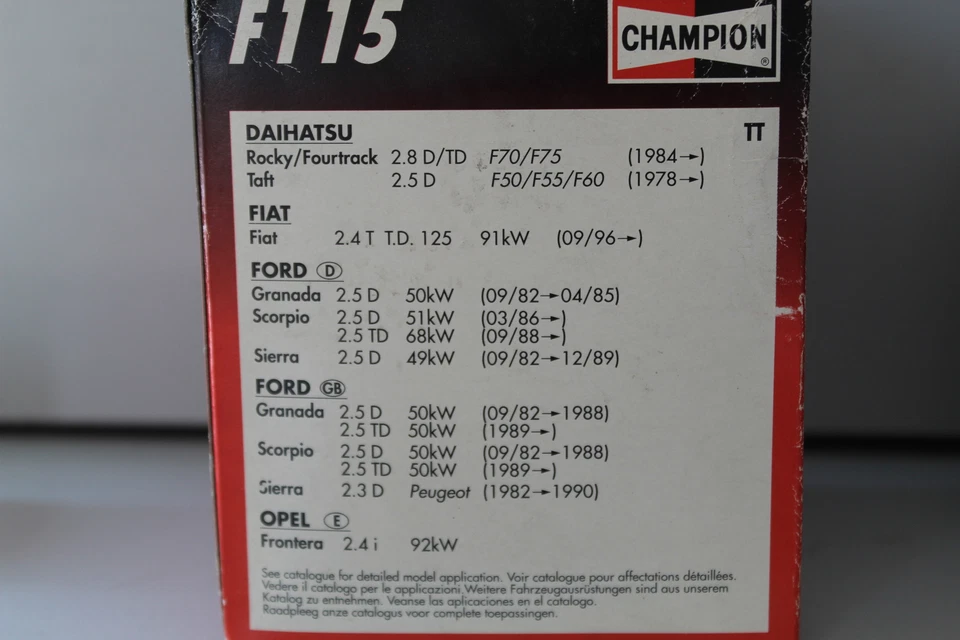 F115
CHAMPION
®
DAIHATSU TT
Rocky/Fourtrack 2.8 D/TD F70/F75 (1984→)
Taft 2.5 D F50/F55/F60 (1978→)
FIAT
Fiat 2.4 T T.D. 125 91kW (09/96→)
FORD D
Granada 2.5 D 50kW (09/82→04/85)
Scorpio 2.5 D 51kW (03/86→)
2.5 TD 68kW (09/88→)
Sierra 2.5 D 49kW (09/82→12/89)
FORD GB
Granada 2.5 D 50kW (09/82→1988)
2.5 TD 50kW (1989→)
Scorpio 2.5 D 50kW (09/82→1988)
2.5 TD 50kW (1989→)
Sierra 2.3 D Peugeot (1982→1990)
OPEL E
Frontera 2.4 i 92kW
See catalogue for detailed model application. Voir catalogue pour affectations détaillées.
Vedere il catalogo per le applicazioni.Weitere Fahrzeugausrüstungen sind aus unserem
Katalog zu entnehmen. Veanse las aplicaciones en el catalogo.
Raadpleeg anze catalogus voor complete toepassingen.